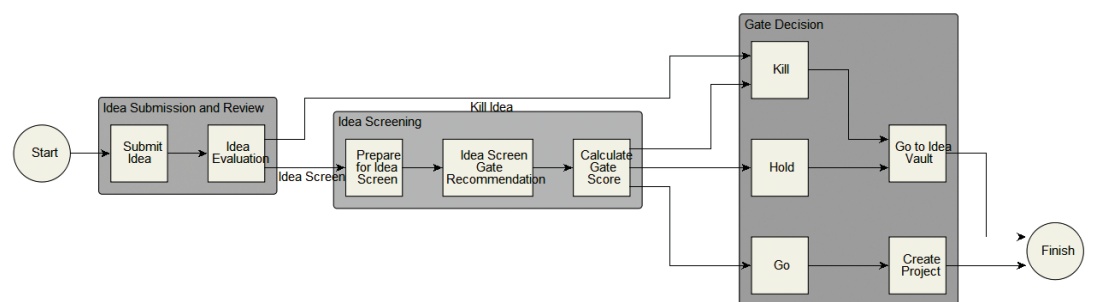 Gate Decision
Kill
Idea Submission and Review
Kill Idea
Idea Screening
Start
Submit
Idea
Idea
Evaluation
Idea Screen
Prepare
for Idea
Screen
Idea Screen
Gate
Recommendation
Calculate
Gate
Score
Hold
Go to Idea
Vault
Go
Create
Project
Finish